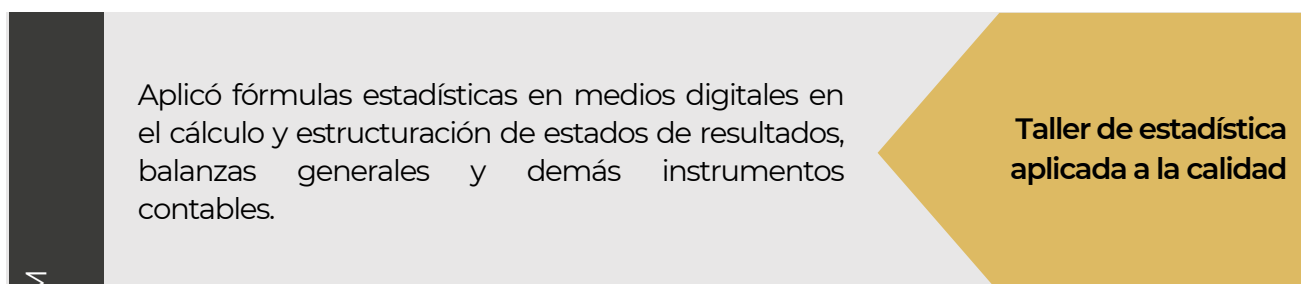 Aplicó fórmulas estadísticas en medios digitales en
el cálculo y estructuración de estados de resultados,
balanzas generales y demás instrumentos
contables.
Taller de estadística
aplicada a la calidad